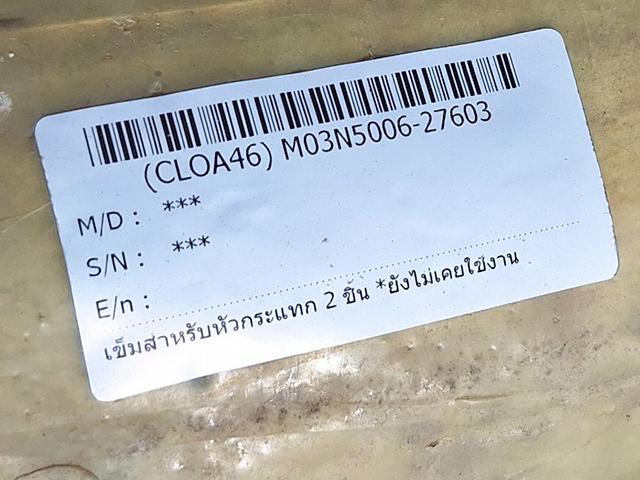 (CLOA46) M03N5006-27603
M/D : ***
S/N : ***
E/n :
เข็มสาหรับหัวกระแทก 2 ชิ้น *ยังไม่เคยใช้งาน